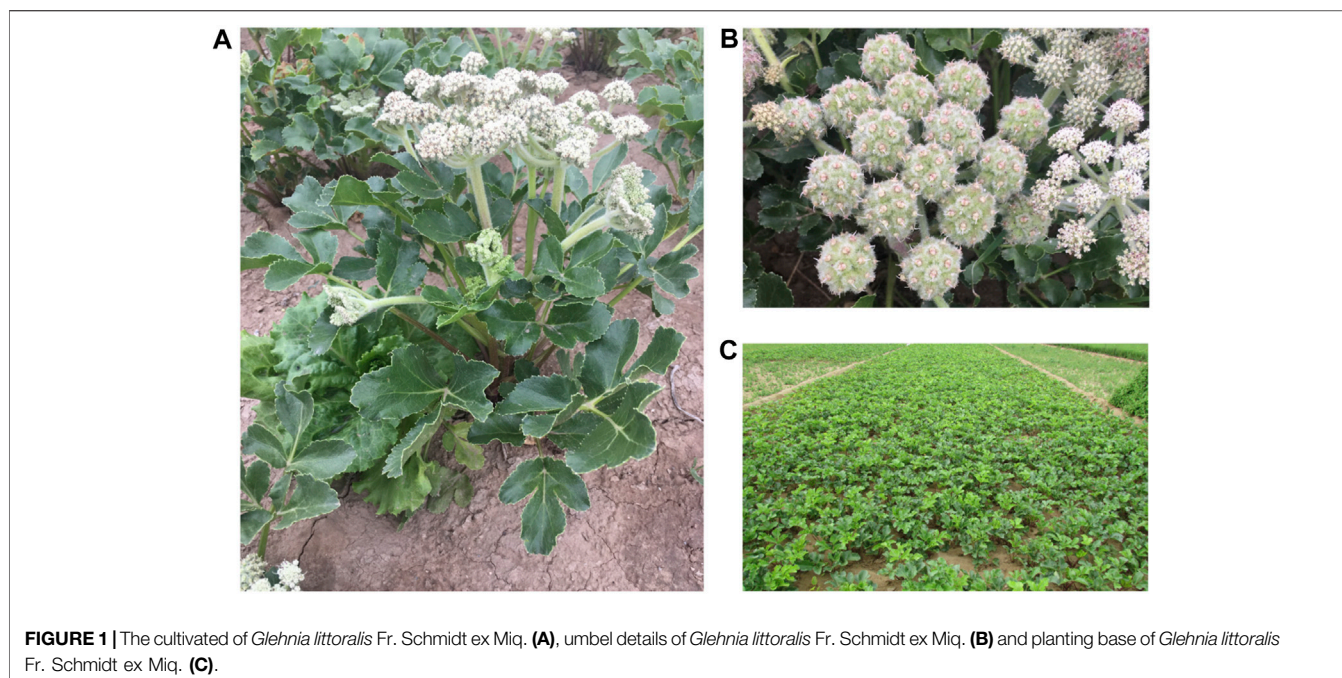 A
B
C
FIGURE 1 | The cultivated of Glehnia littoralis Fr. Schmidt ex Miq. (A), umbel details of Glehnia littoralis Fr. Schmidt ex Miq. (B) and planting base of Glehnia littoralis
Fr. Schmidt ex Miq. (C).